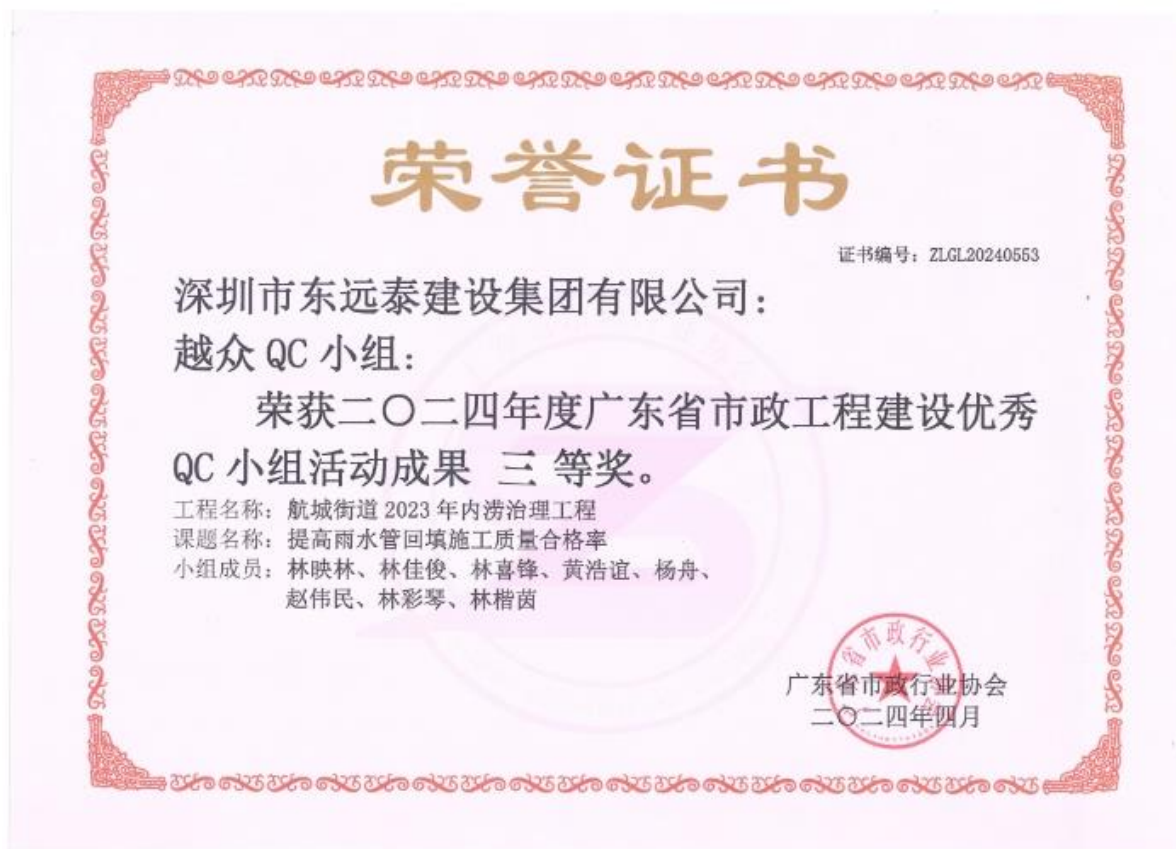 荣誉证书
证书编号：ZLGL20240553
深圳市东远泰建设集团有限公司：
越众 QC 小组：
荣获二〇二四年度广东省市政工程建设优秀
QC 小组活动成果 三 等奖。
工程名称：航城街道 2023 年内涝治理工程
课题名称：提高雨水管回填施工质量合格率
小组成员：林映林、林佳俊、林喜锋、黄浩谊、杨舟、
赵伟民、林彩琴、林楷茵
广东省市政行业协会
二〇二四年四月